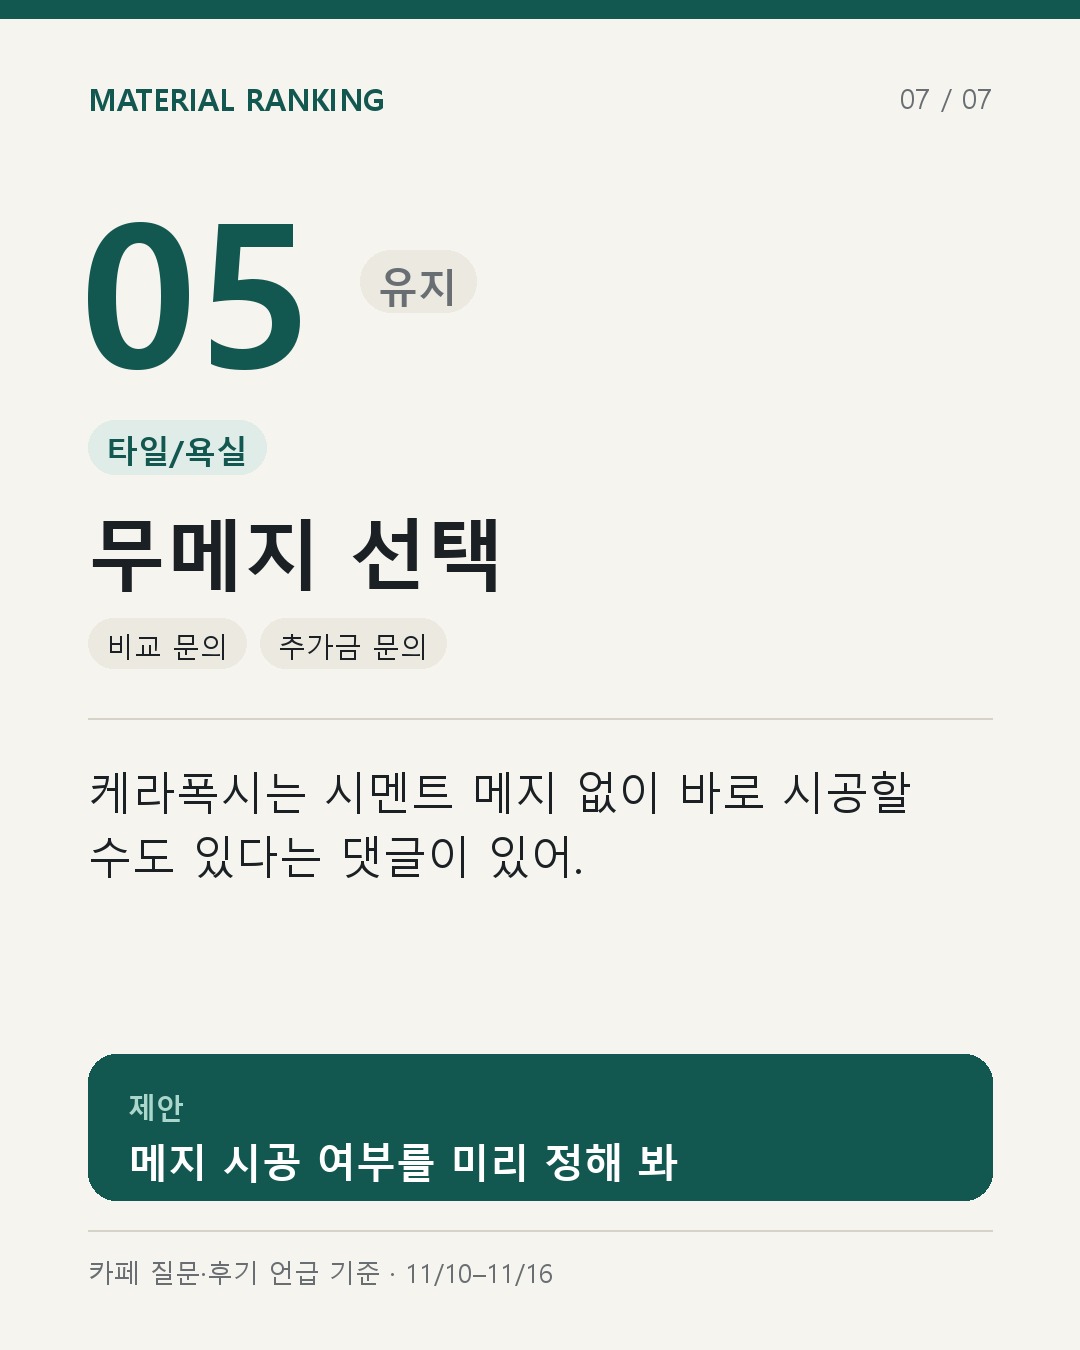 MATERIAL RANKING
07 / 07
05
유지
타일/욕실
무메지 선택
비교 문의
추가금 문의
케라폭시는 시멘트 메지 없이 바로 시공할
수도 있다는 댓글이 있어.
제안
메지 시공 여부를 미리 정해 봐
카페 질문·후기 언급 기준 · 11/10–11/16